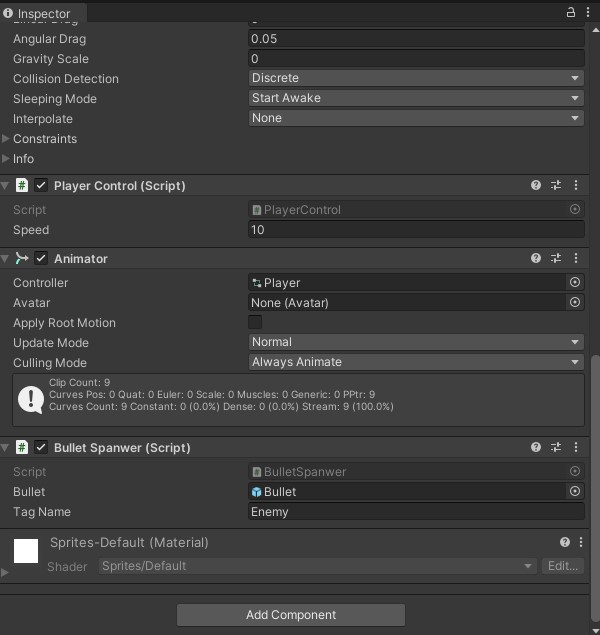 Inspector
Linear Drag
Angular Drag 0.05
Gravity Scale 0
Collision Detection Discrete
Sleeping Mode Start Awake
Interpolate None
Constraints
Info
# Player Control (Script)
Script # PlayerControl
Speed 10
Animator
Controller Player
Avatar None (Avatar)
Apply Root Motion
Update Mode Normal
Culling Mode Always Animate
Clip Count: 9
Curves Pos: 0 Quat: 0 Euler: 0 Scale: 0 Muscles: 0 Generic: 0 PPtr: 9
Curves Count: 9 Constant: 0 (0.0%) Dense: 0 (0.0%) Stream: 9 (100.0%)
# Bullet Spanwer (Script)
Script # BulletSpanwer
Bullet Bullet
Tag Name Enemy
Sprites-Default (Material)
Shader Sprites/Default Edit...
Add Component